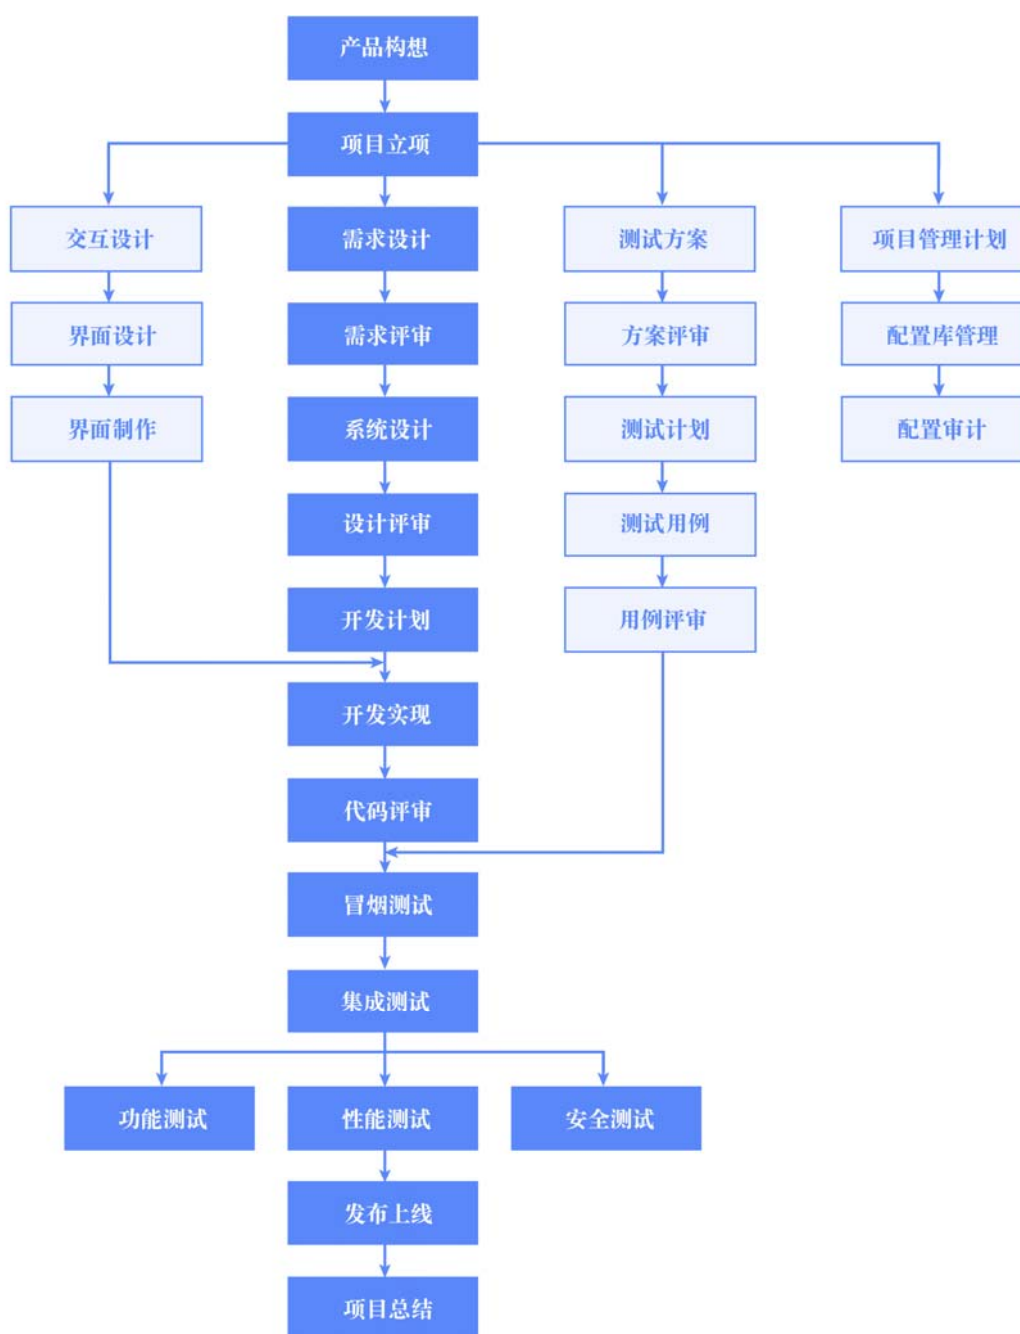 产品构想
项目立项
交互设计
需求设计
测试方案
项目管理计划
界面设计
需求评审
方案评审
配置库管理
界面制作
系统设计
测试计划
配置审计
设计评审
测试用例
开发计划
用例评审
开发实现
代码评审
冒烟测试
集成测试
功能测试
性能测试
安全测试
发布上线
项目总结